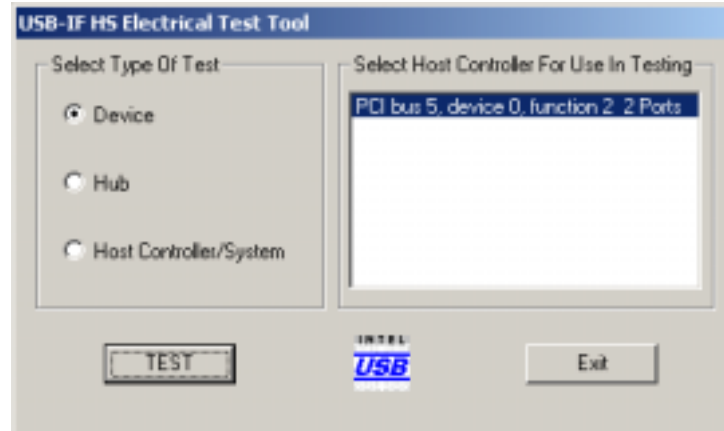 USB-IF HS Electrical Test Tool
Select Type Of Test
Device
Hub
Host Controller/System
Select Host Controller For Use In Testing
PCI bus 5, device 0, function 2 2 Ports
TEST
INTEL
USB
Exit